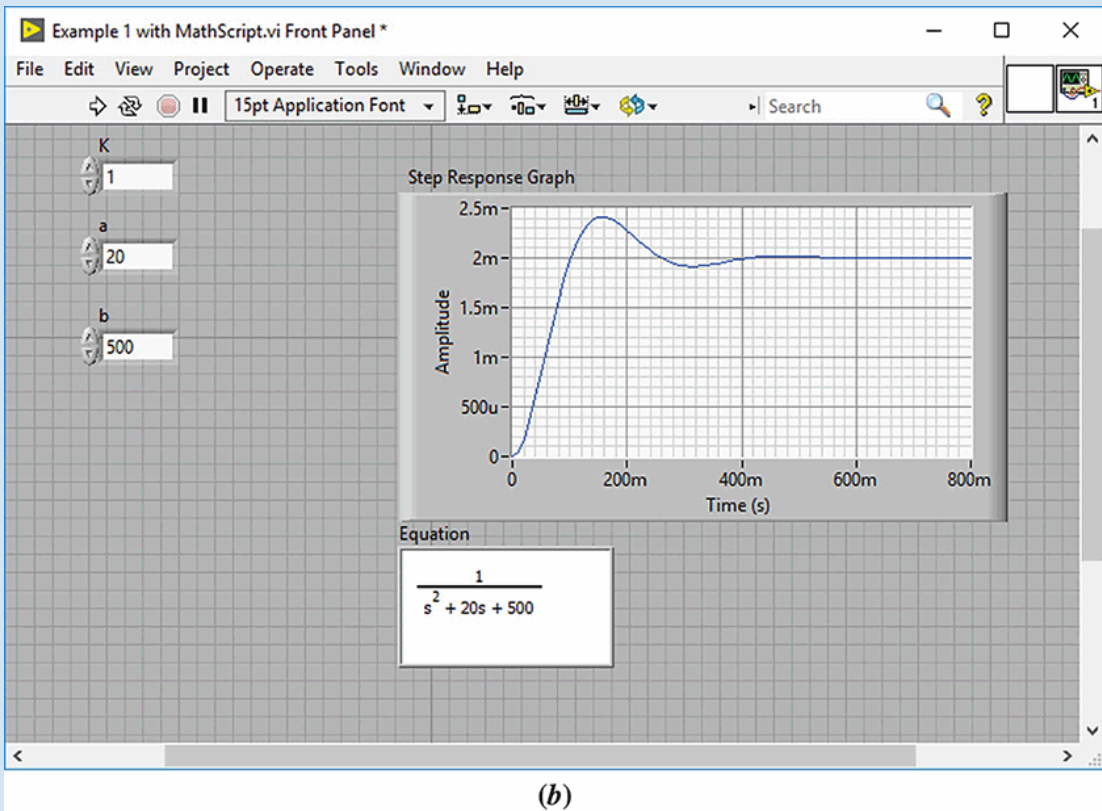 Example 1 with MathScript.vi Front Panel *
File Edit View Project Operate Tools Window Help
15pt Application Font
Search
1
K
1
a
20
b
500
Step Response Graph
2.5m
2m
1.5m
1m
500u
0
Amplitude
0 200m 400m 600m 800m
Time (s)
Equation
1
s2 + 20s + 500
(b)